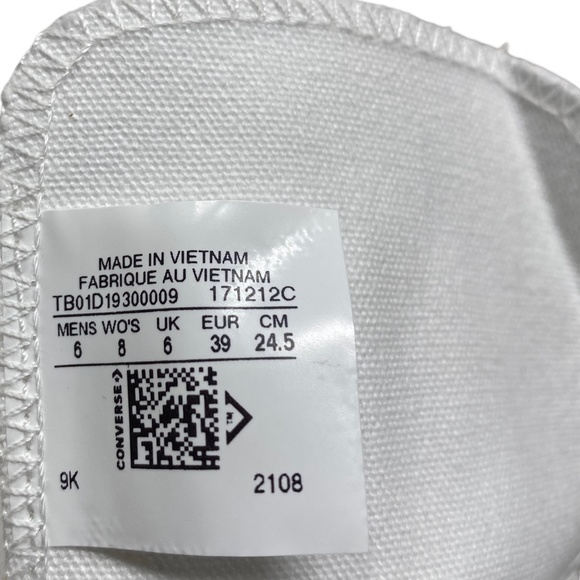 MADE IN VIETNAM
FABRIQUE AU VIETNAM
TB01D19300009 171212C
MENS WO'S UK EUR CM
6 8 6 39 24.5
CONVERSE
TM
9K 2108